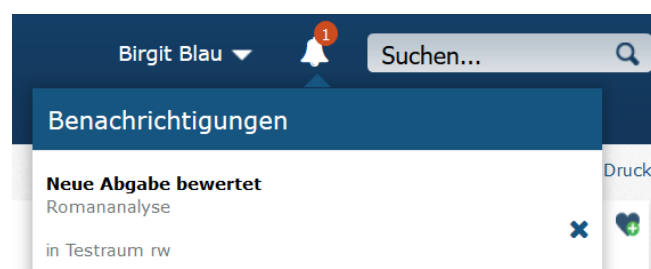 Birgit Blau
1
Suchen...
Benachrichtigungen
Neue Abgabe bewertet
Romananalyse
in Testraum rw
Druck